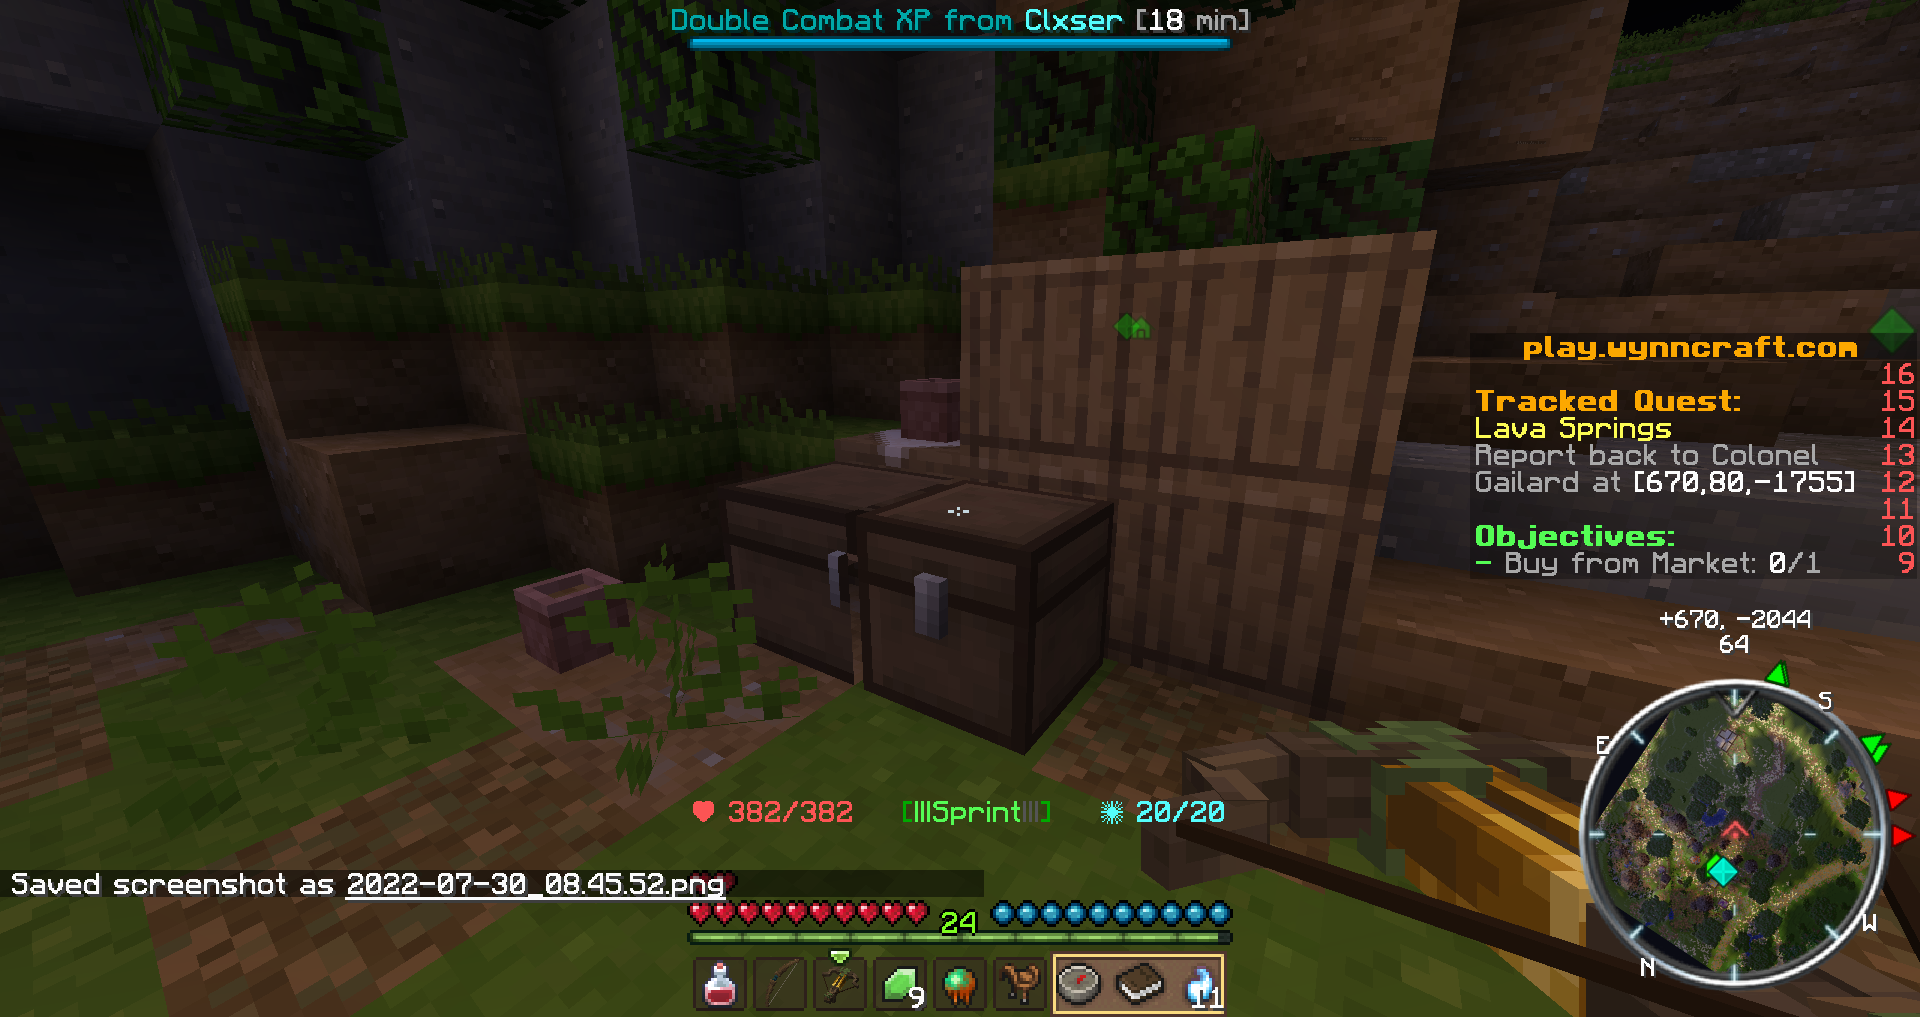 Double Combat XP from Clxser [18 min]
play.wynncraft.com
16
Tracked Quest: 15
Lava Springs 14
Report back to Colonel 13
Gailard at [670,80,-1755] 12
11
Objectives: 10
- Buy from Market: 0/1 9
+670, -2044
64
S
E
W
N
382/382 [|||Sprint|||] 20/20
Saved screenshot as 2022-07-30_08.45.52.png
24
9
11